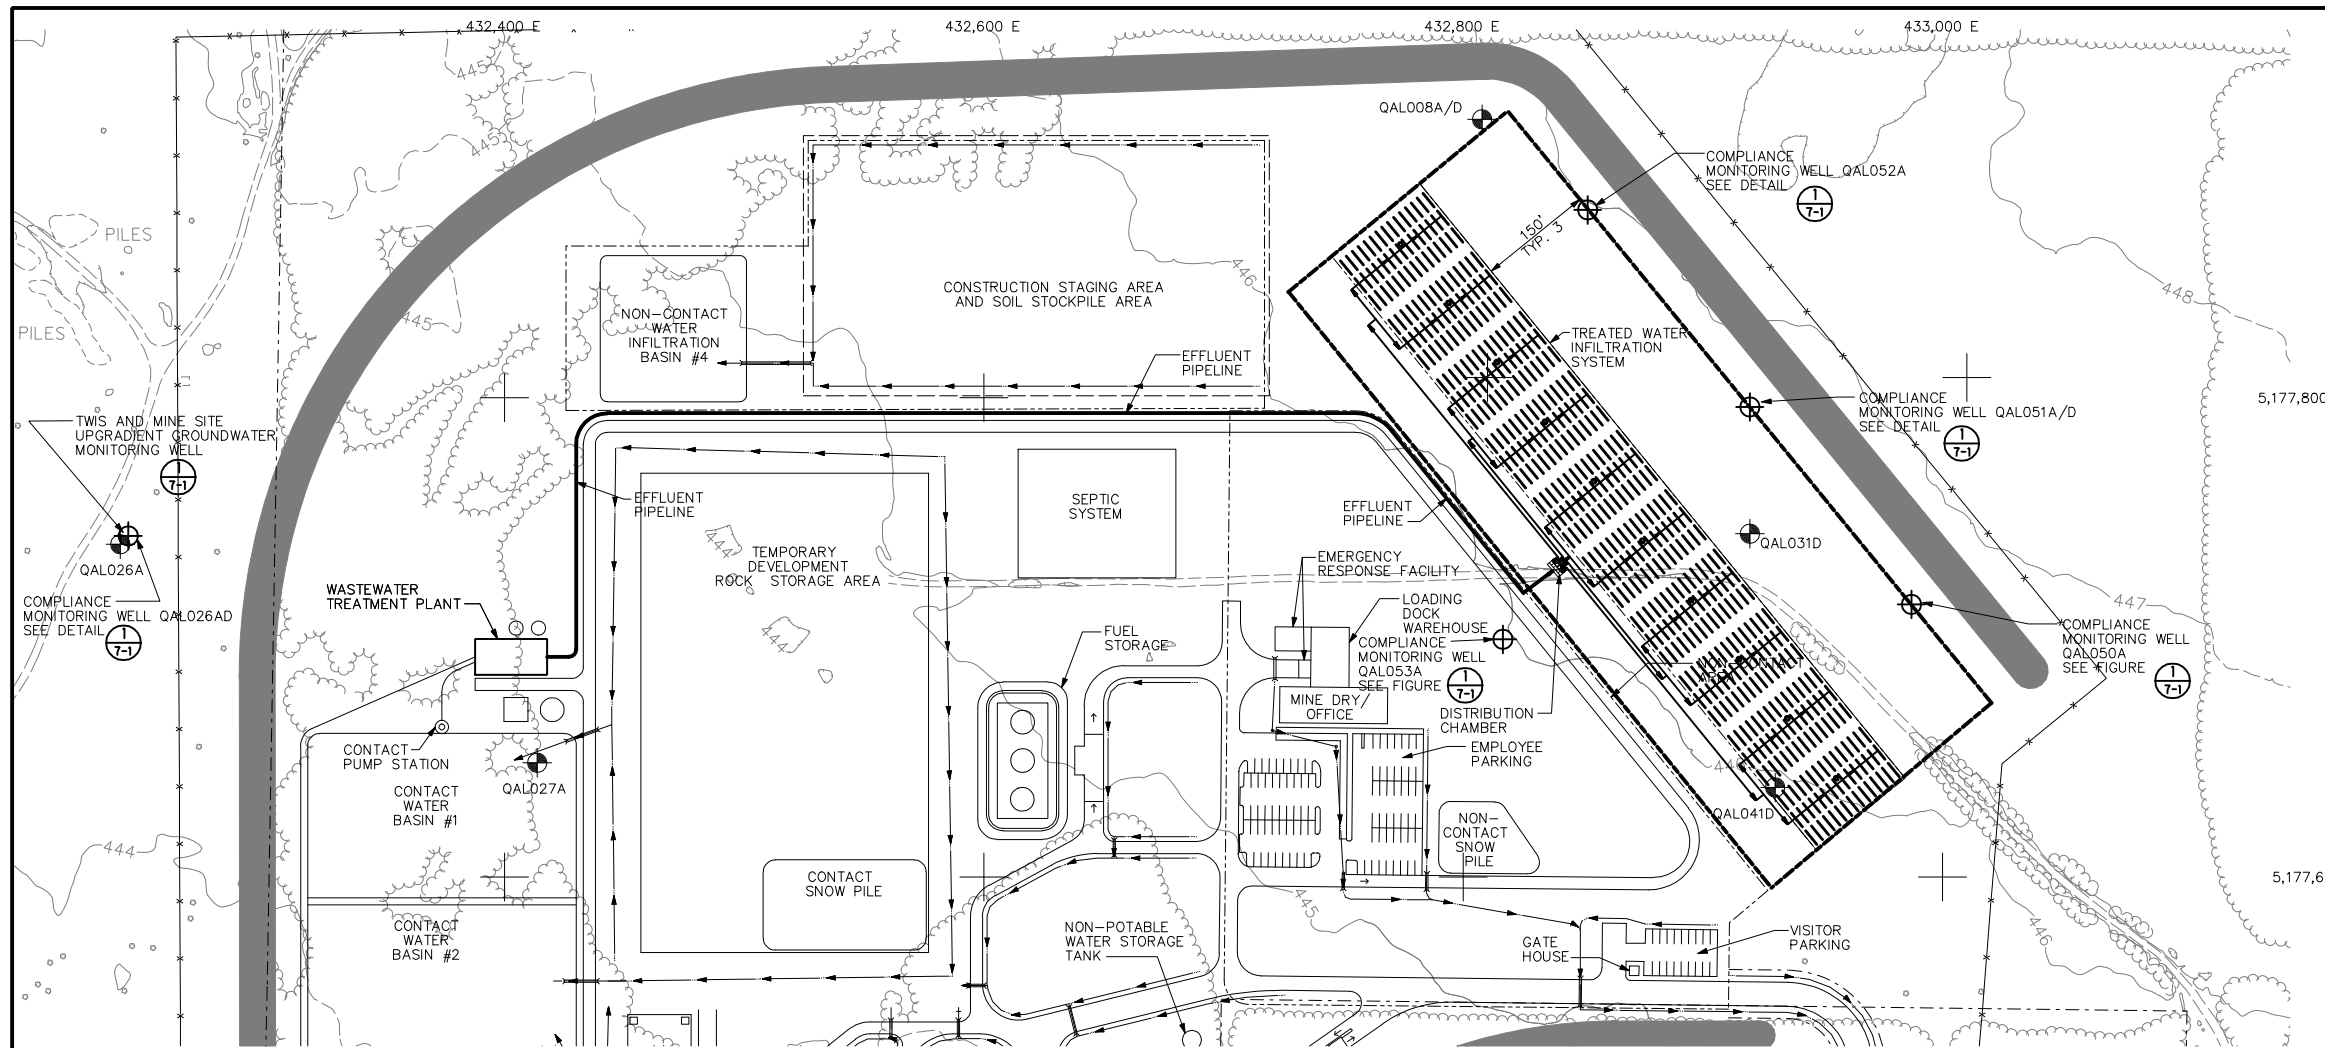 432,400 E
432,600 E
432,800 E
433,000 E
445
445
445
PILES
PILES
QAL008A/D
COMPLIANCE
MONITORING WELL QAL052A
SEE DETAIL
1
7-1
150'
TYP. 3
446
448
CONSTRUCTION STAGING AREA
AND SOIL STOCKPILE AREA
NON-CONTACT
WATER
INFILTRATION
BASIN #4
EFFLUENT
PIPELINE
TREATED WATER
INFILTRATION
SYSTEM
COMPLIANCE
MONITORING WELL QAL051A/D
SEE DETAIL
1
7-1
5,177,800
TWIS AND MINE SITE
UPGRADIENT GROUNDWATER
MONITORING WELL
1
7-1
EFFLUENT
PIPELINE
SEPTIC
SYSTEM
EFFLUENT
PIPELINE
QAL031D
444
TEMPORARY
DEVELOPMENT
ROCK STORAGE AREA
444
QAL026A
COMPLIANCE
MONITORING WELL QAL026AD
SEE DETAIL
1
7-1
WASTEWATER
TREATMENT PLANT
EMERGENCY
RESPONSE FACILITY
LOADING
DOCK
WAREHOUSE
COMPLIANCE
MONITORING WELL
QAL053A
SEE FIGURE
1
7-1
FUEL
STORAGE
MINE DRY/
OFFICE
NON-CONTACT
AREA
DISTRIBUTION
CHAMBER
447
COMPLIANCE
MONITORING WELL
QAL050A
SEE FIGURE
1
7-1
EMPLOYEE
PARKING
CONTACT
PUMP STATION
QAL027A
CONTACT
WATER
BASIN #1
QAL041D
NON-
CONTACT
SNOW
PILE
444
CONTACT
SNOW PILE
5,177,6
445
CONTACT
WATER
BASIN #2
NON-POTABLE
WATER STORAGE
TANK
GATE
HOUSE
VISITOR
PARKING
446